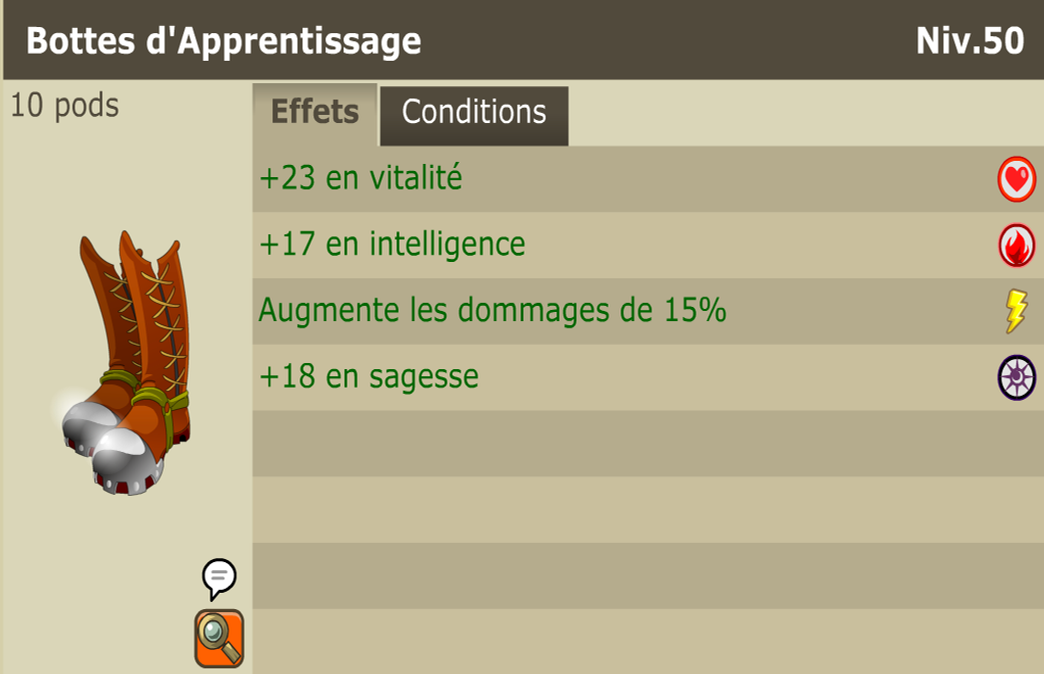 Bottes d'Apprentissage Niv.50
10 pods
Effets Conditions
+23 en vitalité
+17 en intelligence
Augmente les dommages de 15%
+18 en sagesse